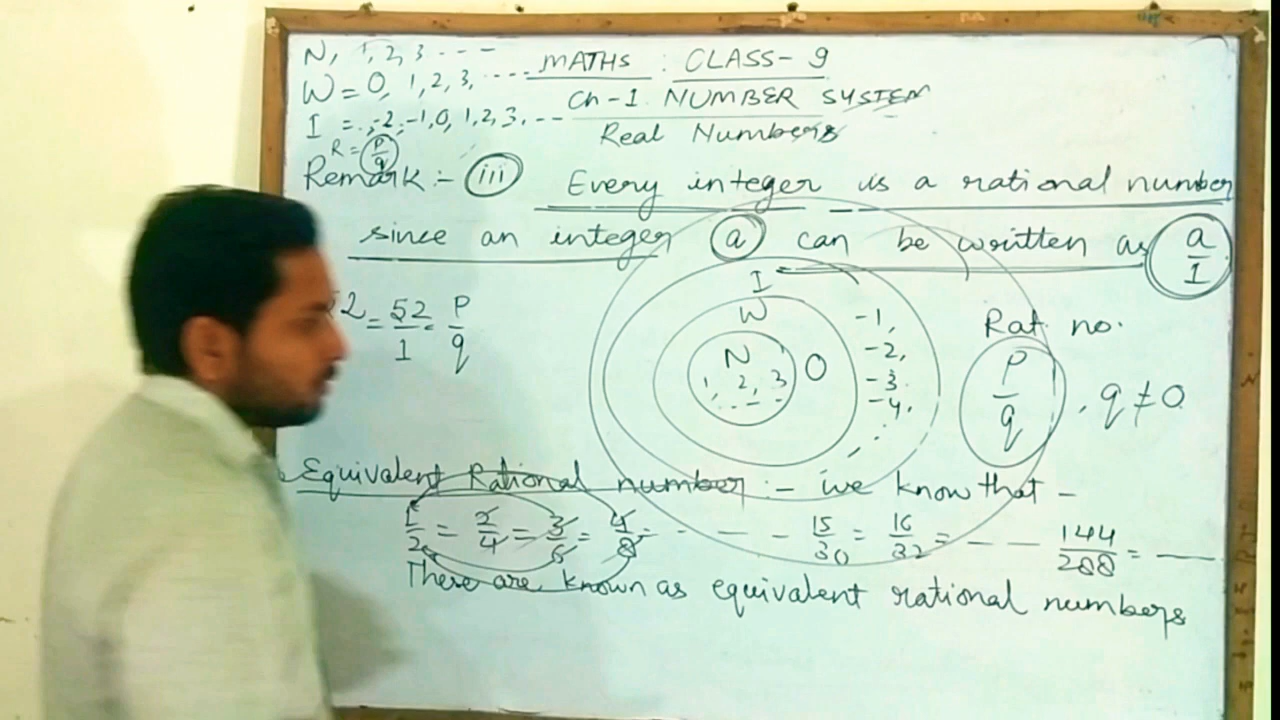 N, 1, 2, 3 - - -
W = 0, 1, 2, 3, ----
I = .,-2,-1,0, 1,2,3, ---
R = p/q
MATHS : CLASS- 9
Ch-1. NUMBER SYSTEM
Real Numbers
Remark :- (iii) Every integer is a rational number
since an integer (a) can be written as a/1
2 = 52/1 = P/q
I
W
N
1, 2, 3
- - - -
0
-1,
-2,
-3.
-4,
Rat. no.
P/q , q ≠ 0
Equivalent Rational number :- we know that -
1/2 = 2/4 = 3/6 = 4/8 = - - - - 15/30 = 16/32 = - - 144/288 = --
There are known as equivalent rational numbers